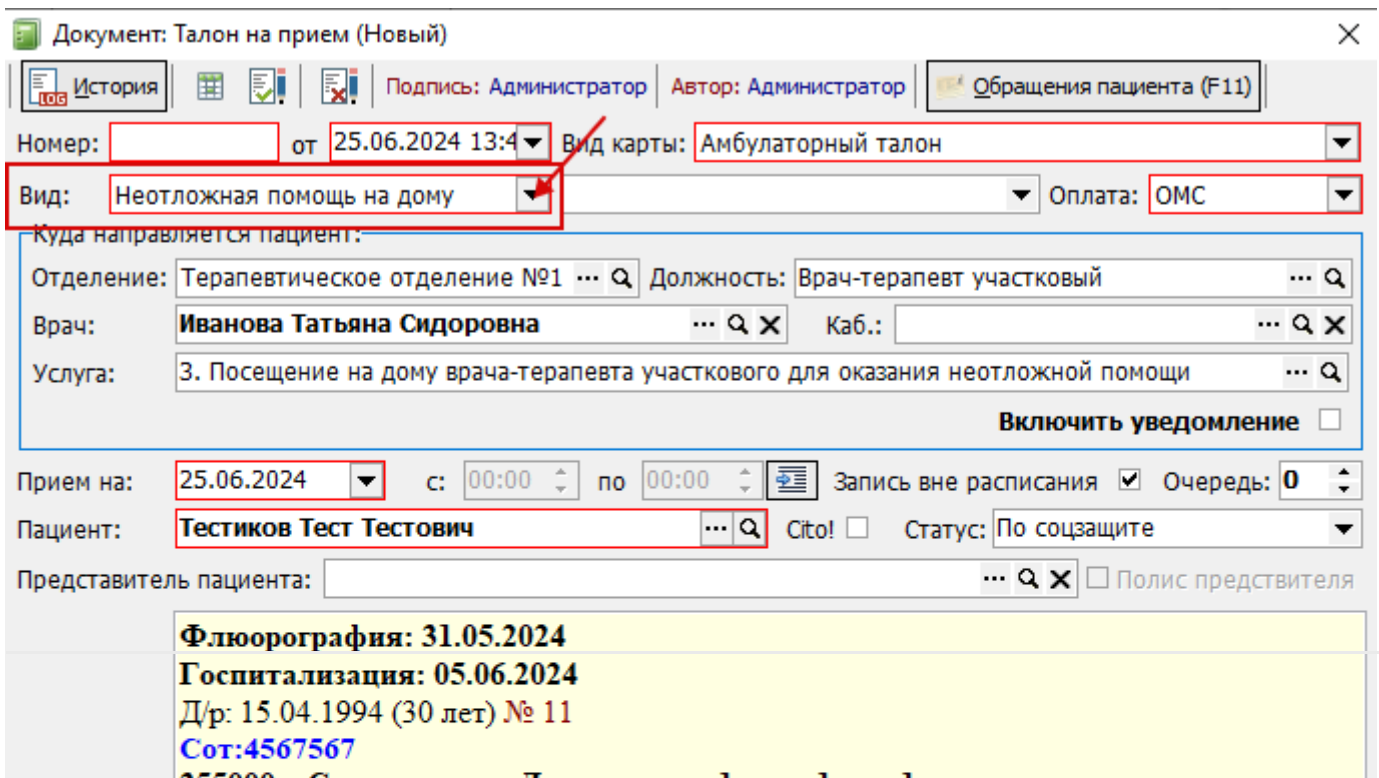 Документ: Талон на прием (Новый)
LOG История Подпись: Администратор Автор: Администратор Обращения пациента (F11)
Номер: от 25.06.2024 13:4 Вид карты: Амбулаторный талон
Вид: Неотложная помощь на дому Оплата: ОМС
Куда направляется пациент:
Отделение: Терапевтическое отделение №1 ... Должность: Врач-терапевт участковый ...
Врач: Иванова Татьяна Сидоровна ... Каб.: ...
Услуга: 3. Посещение на дому врача-терапевта участкового для оказания неотложной помощи ...
Включить уведомление
Прием на: 25.06.2024 с: 00:00 по 00:00 Запись вне расписания Очередь: 0
Пациент: Тестиков Тест Тестович ... Cito! Статус: По соцзащите
Представитель пациента: ... Полис предствителя
Флюорография: 31.05.2024
Госпитализация: 05.06.2024
Д/р: 15.04.1994 (30 лет) № 11
Сот:4567567